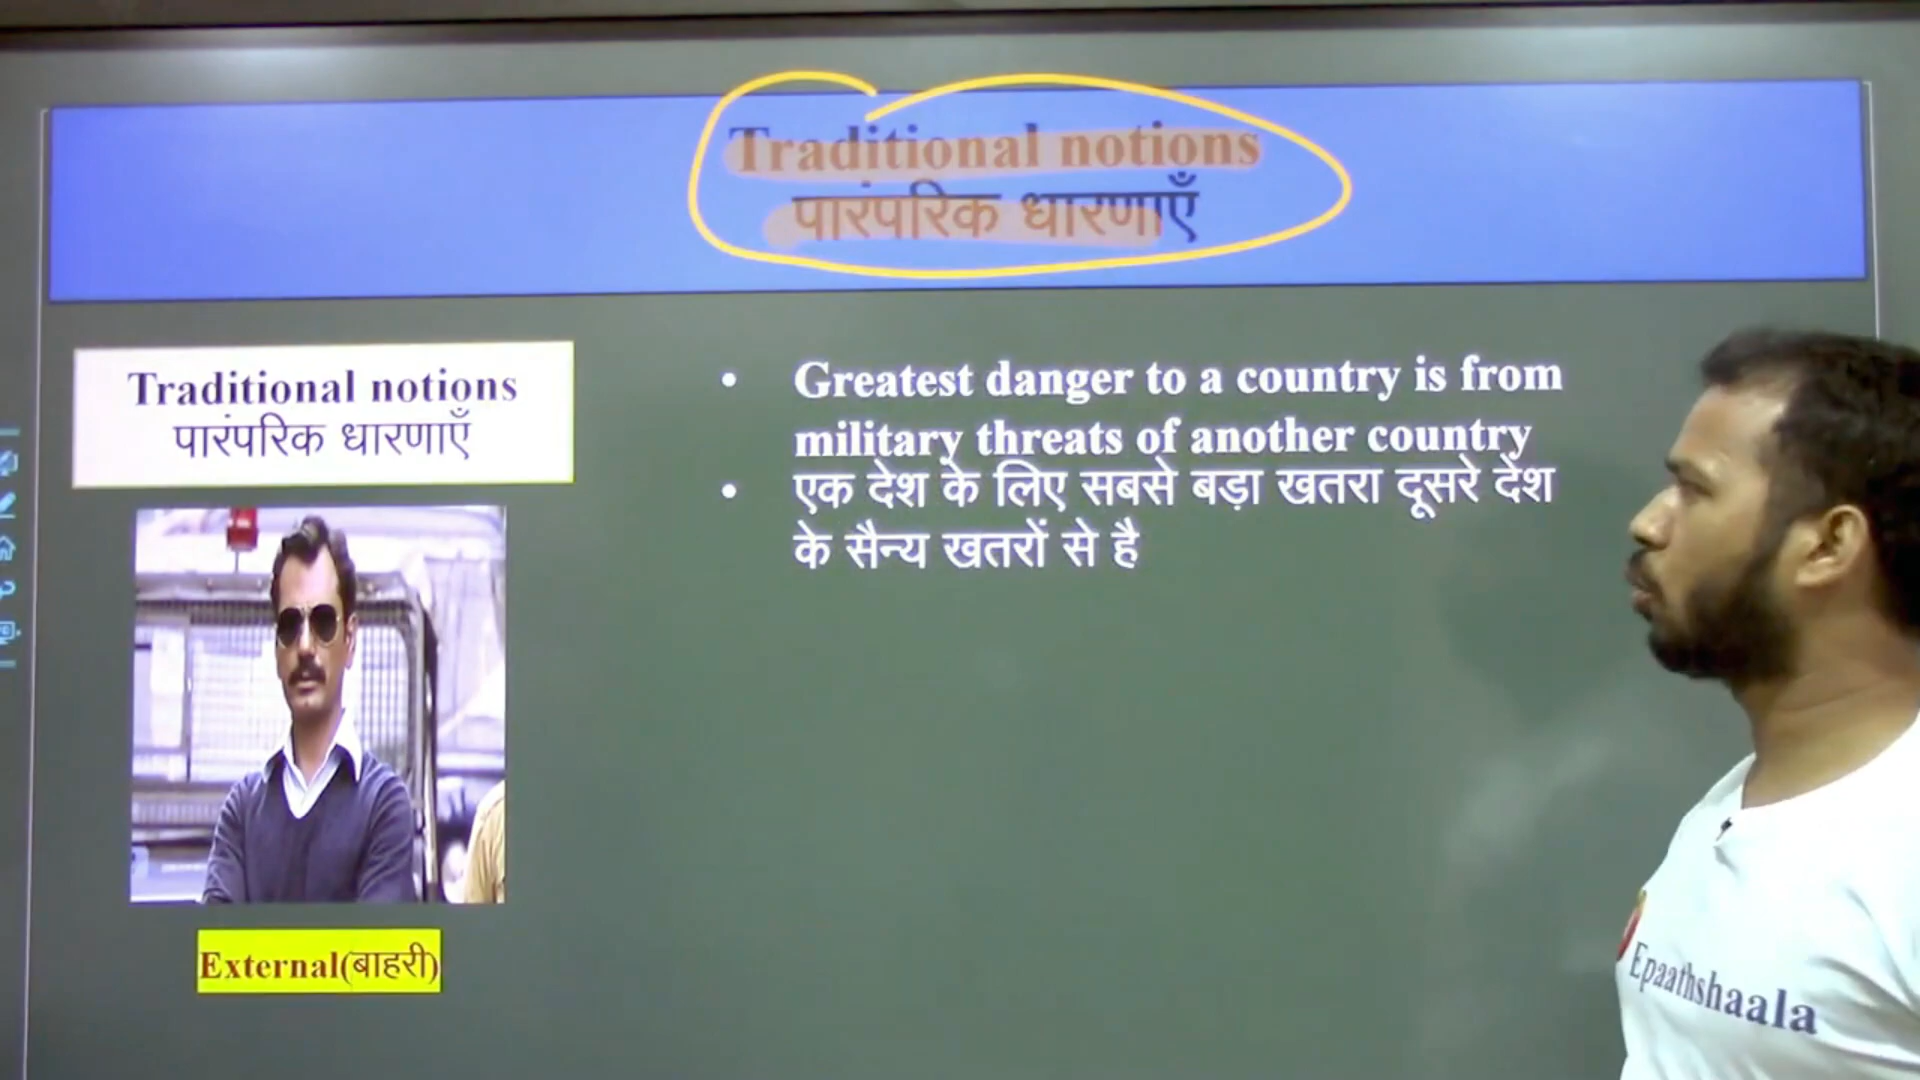 Traditional notions
पारंपरिक धारणाएँ
Traditional notions
पारंपरिक धारणाएँ
External(बाहरी)
• Greatest danger to a country is from
military threats of another country
• एक देश के लिए सबसे बड़ा खतरा दूसरे देश
के सैन्य खतरों से है
Epaathshaala